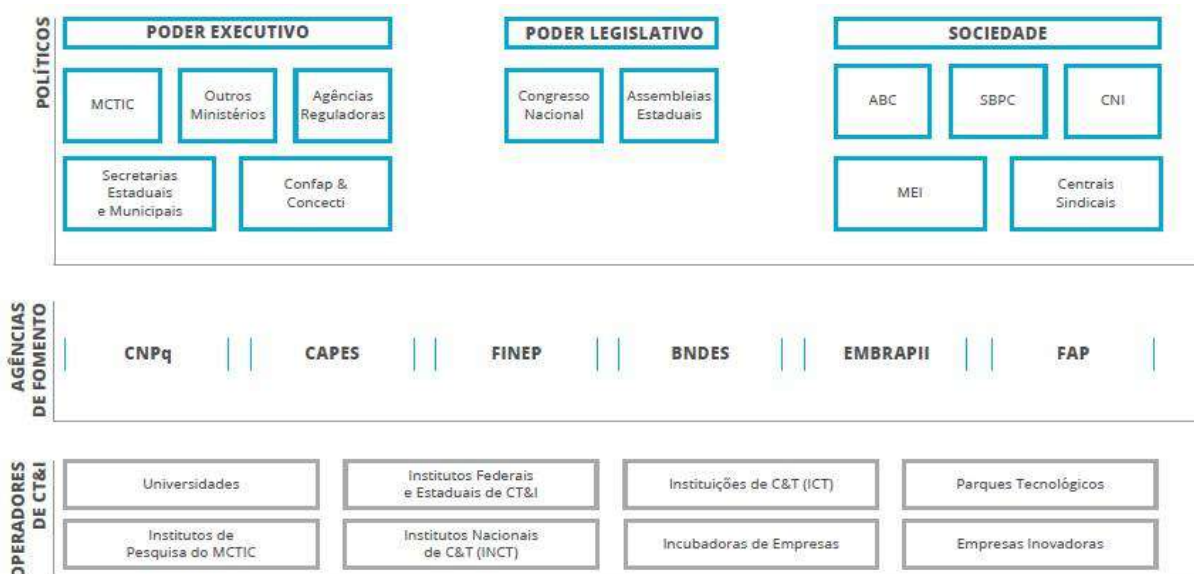 POLÍTICOS
PODER EXECUTIVO
PODER LEGISLATIVO
SOCIEDADE
MCTIC
Outros
Ministérios
Agências
Reguladoras
Congresso
Nacional
Assembleias
Estaduais
ABC
SBPC
CNI
Secretarias
Estaduais
e Municipais
Confap &
Concecti
MEI
Centrais
Sindicais
AGÊNCIAS
DE FOMENTO
CNPq
CAPES
FINEP
BNDES
EMBRAPII
FAP
OPERADORES
DE CT&I
Universidades
Institutos Federais
e Estaduais de CT&I
Instituições de C&T (ICT)
Parques Tecnológicos
Institutos de
Pesquisa do MCTIC
Institutos Nacionais
de C&T (INCT)
Incubadoras de Empresas
Empresas Inovadoras